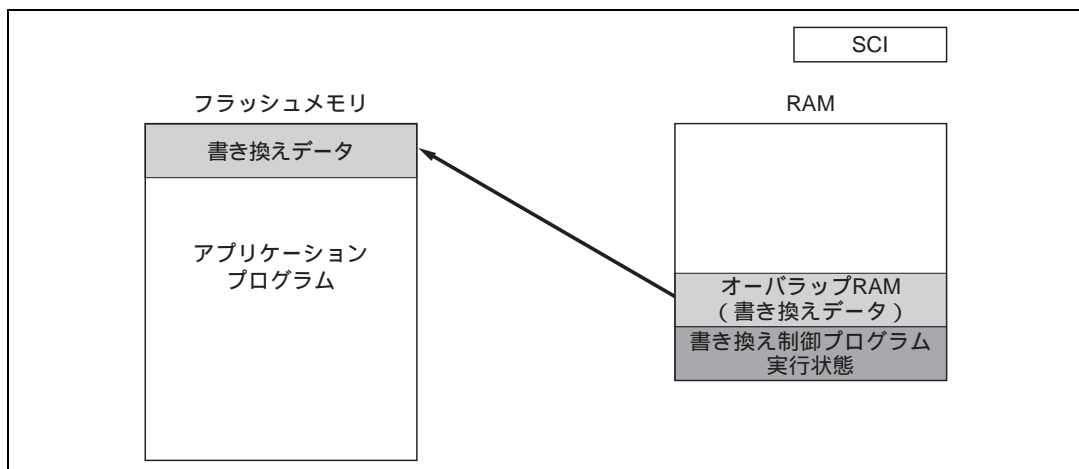 SCI
フラッシュメモリ
RAM
書き換えデータ
アプリケーション
プログラム
オーバラップRAM
(書き換えデータ)
書き換え制御プログラム
実行状態